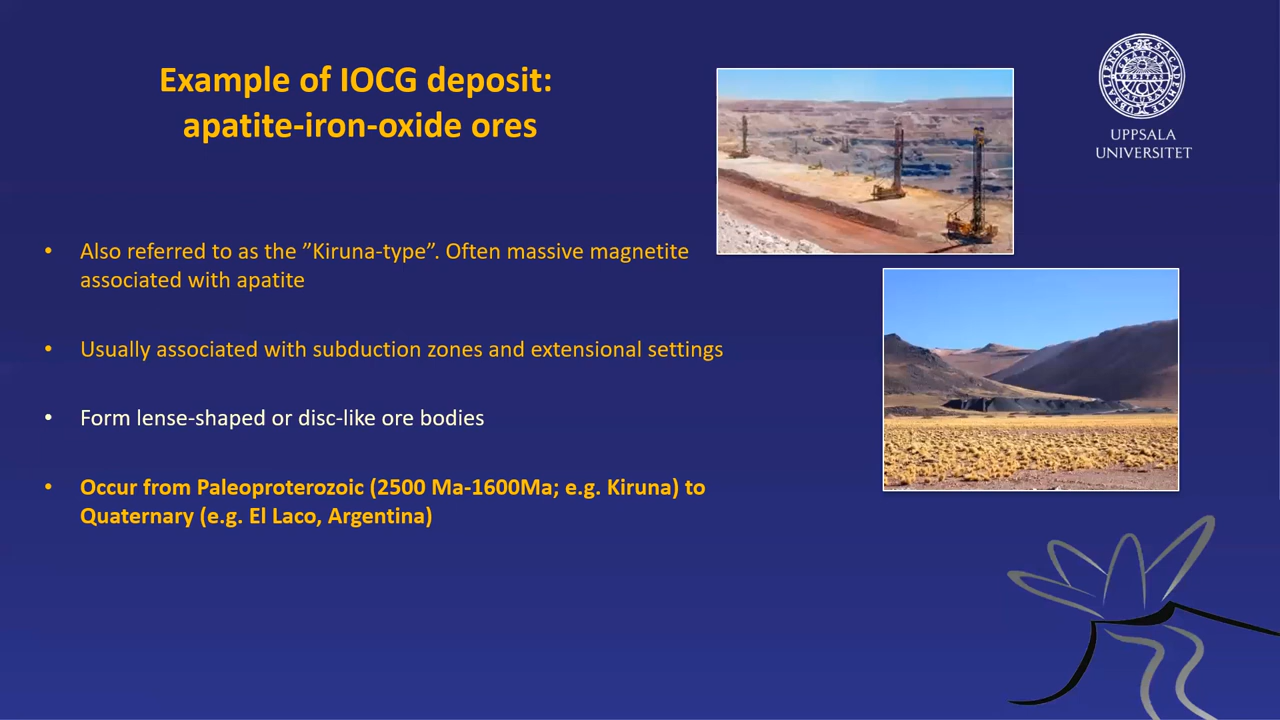 Example of IOCG deposit:
apatite-iron-oxide ores
UPPSALA
UNIVERSITET
• Also referred to as the ”Kiruna-type”. Often massive magnetite
associated with apatite
• Usually associated with subduction zones and extensional settings
• Form lense-shaped or disc-like ore bodies
• Occur from Paleoproterozoic (2500 Ma-1600Ma; e.g. Kiruna) to
Quaternary (e.g. El Laco, Argentina)